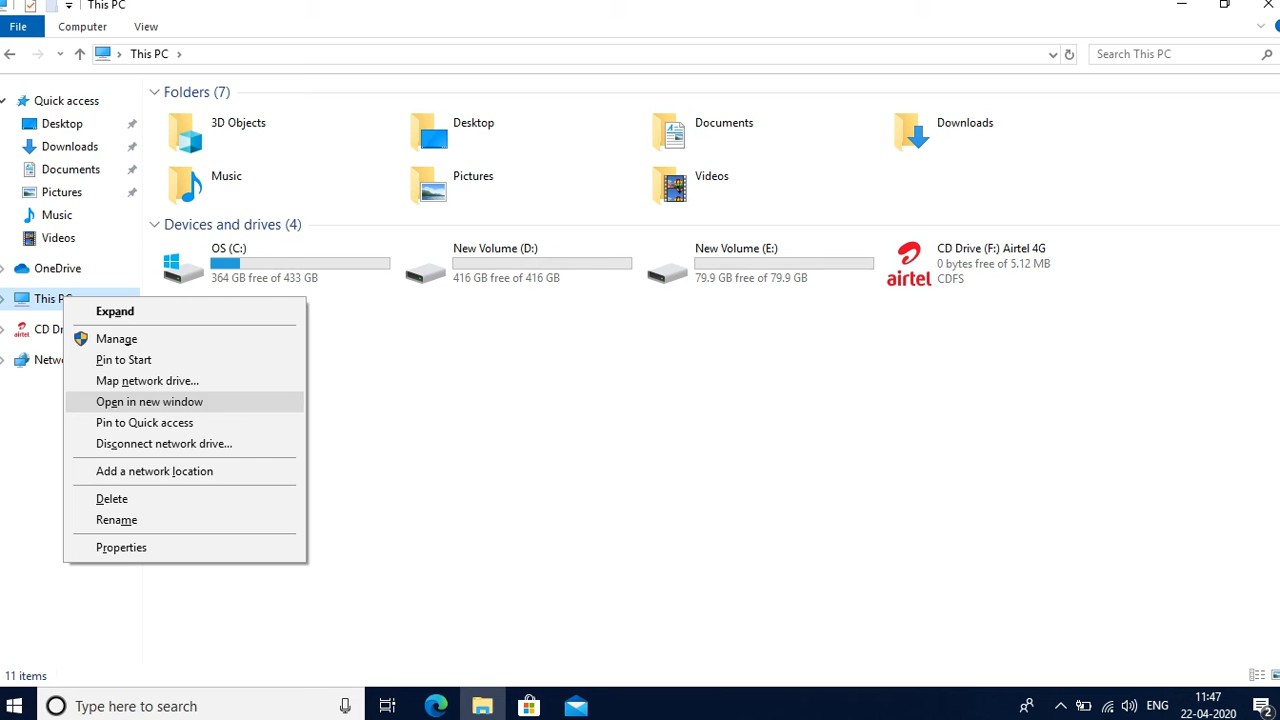 This PC
File Computer View
This PC
Search This PC
Quick access
Desktop
Downloads
Documents
Pictures
Music
Videos
OneDrive
This PC
CD Dr
Netwo
Folders (7)
3D Objects
Desktop
Documents
Downloads
Music
Pictures
Videos
Devices and drives (4)
OS (C:)
364 GB free of 433 GB
New Volume (D:)
416 GB free of 416 GB
New Volume (E:)
79.9 GB free of 79.9 GB
airtel
CD Drive (F:) Airtel 4G
0 bytes free of 5.12 MB
CDFS
Expand
Manage
Pin to Start
Map network drive...
Open in new window
Pin to Quick access
Disconnect network drive...
Add a network location
Delete
Rename
Properties
11 items
Type here to search
ENG
11:47
22-04-2020
2